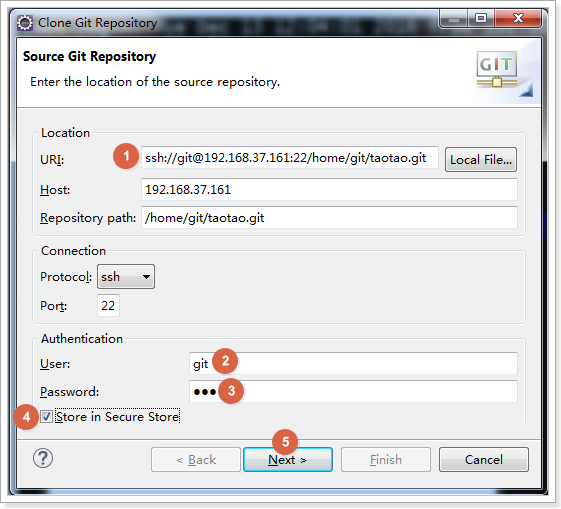 Clone Git Repository
Source Git Repository
Enter the location of the source repository.
GIT
Location
URI: 1 ssh://git@192.168.37.161:22/home/git/taotao.git Local File...
Host: 192.168.37.161
Repository path: /home/git/taotao.git
Connection
Protocol: ssh
Port: 22
Authentication
User: git 2
Password: ●●● 3
4 Store in Secure Store
5
? < Back Next > Finish Cancel